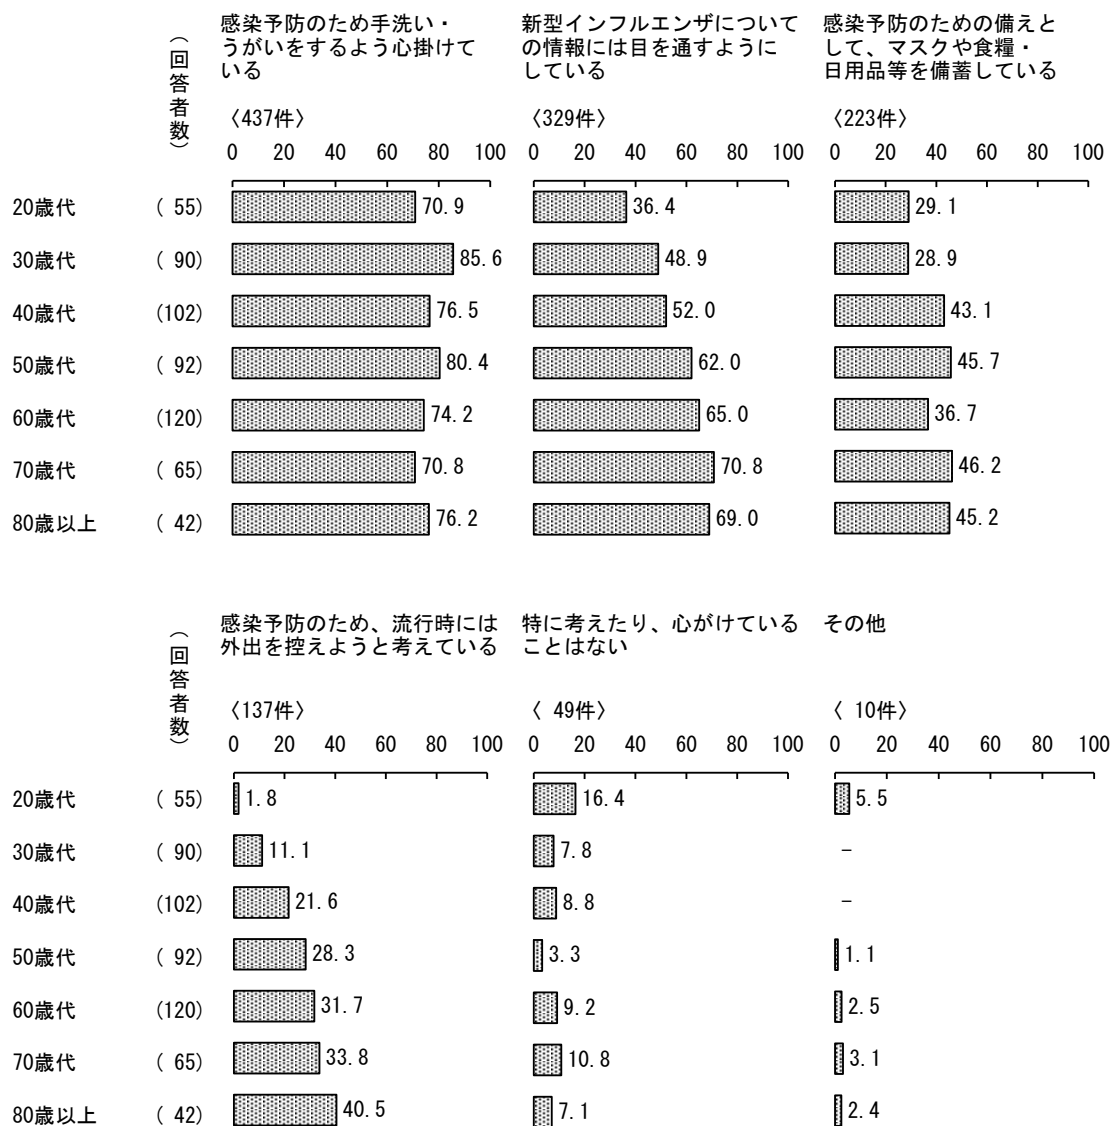 （回答者数）
感染予防のため手洗い・
うがいをするよう心掛けて
いる
新型インフルエンザについて
の情報には目を通すように
している
感染予防のための備えと
して、マスクや食糧・
日用品等を備蓄している
〈437件〉 〈329件〉 〈223件〉
0 20 40 60 80 100 0 20 40 60 80 100 0 20 40 60 80 100
20歳代 ( 55) 70.9 36.4 29.1
30歳代 ( 90) 85.6 48.9 28.9
40歳代 (102) 76.5 52.0 43.1
50歳代 ( 92) 80.4 62.0 45.7
60歳代 (120) 74.2 65.0 36.7
70歳代 ( 65) 70.8 70.8 46.2
80歳以上 ( 42) 76.2 69.0 45.2
（回答者数）
感染予防のため、流行時には
外出を控えようと考えている
特に考えたり、心がけている
ことはない
その他
〈137件〉 〈 49件〉 〈 10件〉
0 20 40 60 80 100 0 20 40 60 80 100 0 20 40 60 80 100
20歳代 ( 55) 1.8 16.4 5.5
30歳代 ( 90) 11.1 7.8 -
40歳代 (102) 21.6 8.8 -
50歳代 ( 92) 28.3 3.3 1.1
60歳代 (120) 31.7 9.2 2.5
70歳代 ( 65) 33.8 10.8 3.1
80歳以上 ( 42) 40.5 7.1 2.4